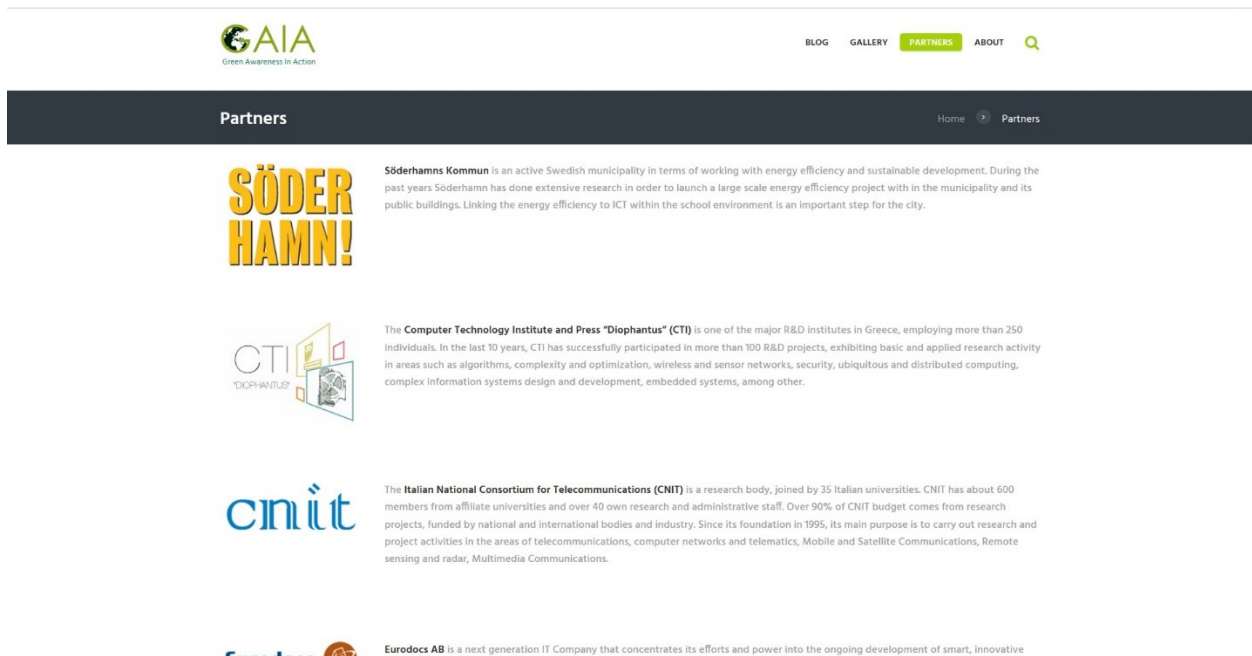 GAIA
Green Awareness In Action
BLOG GALLERY PARTNERS ABOUT
Partners
Home Partners
SÖDER
HAMN!
Söderhamns Kommun is an active Swedish municipality in terms of working with energy efficiency and sustainable development. During the
past years Söderhamn has done extensive research in order to launch a large scale energy efficiency project with in the municipality and its
public buildings. Linking the energy efficiency to ICT within the school environment is an important step for the city.
CTI
"DIOPHANTUS"
The Computer Technology Institute and Press “Diophantus” (CTI) is one of the major R&D institutes in Greece, employing more than 250
individuals. In the last 10 years, CTI has successfully participated in more than 100 R&D projects, exhibiting basic and applied research activity
in areas such as algorithms, complexity and optimization, wireless and sensor networks, security, ubiquitous and distributed computing,
complex information systems design and development, embedded systems, among other.
cnit
The Italian National Consortium for Telecommunications (CNIT) is a research body, joined by 35 Italian universities. CNIT has about 600
members from affiliate universities and over 40 own research and administrative staff. Over 90% of CNIT budget comes from research
projects, funded by national and international bodies and industry. Since its foundation in 1995, its main purpose is to carry out research and
project activities in the areas of telecommunications, computer networks and telematics, Mobile and Satellite Communications, Remote
sensing and radar, Multimedia Communications.
Eurodocs AB is a next generation IT Company that concentrates its efforts and power into the ongoing development of smart, innovative